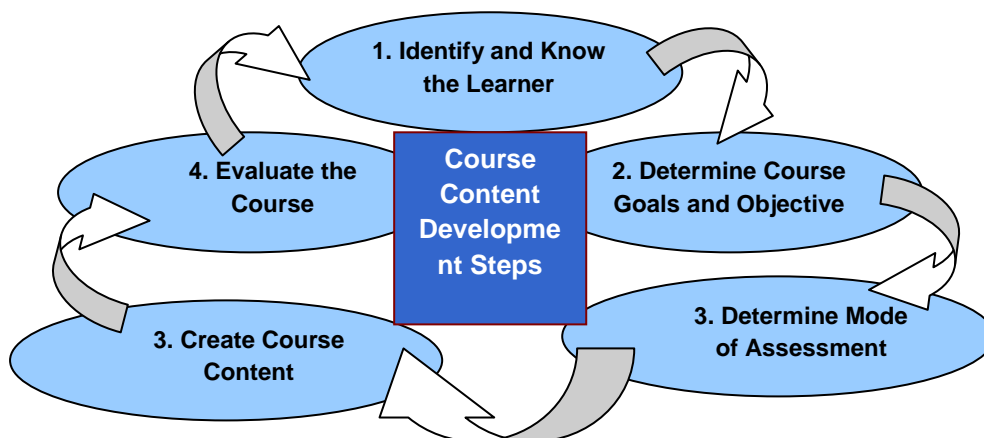 1. Identify and Know
the Learner
2. Determine Course
Goals and Objective
3. Determine Mode
of Assessment
3. Create Course
Content
4. Evaluate the
Course
Course
Content
Developme
nt Steps